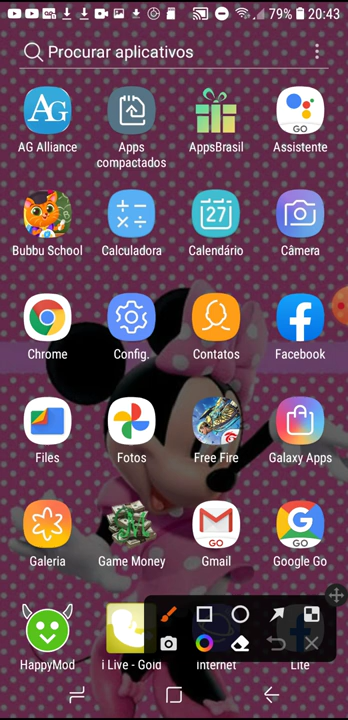 79% 20:43
Procurar aplicativos
AG
GO
AG Alliance Apps compactados AppsBrasil Assistente
27
Bubbu School Calculadora Calendário Câmera
Chrome Config. Contatos Facebook
Files Fotos Free Fire Galaxy Apps
GO GO
Galeria Game Money Gmail Google Go
HappyMod i Live - Gold Internet Lite